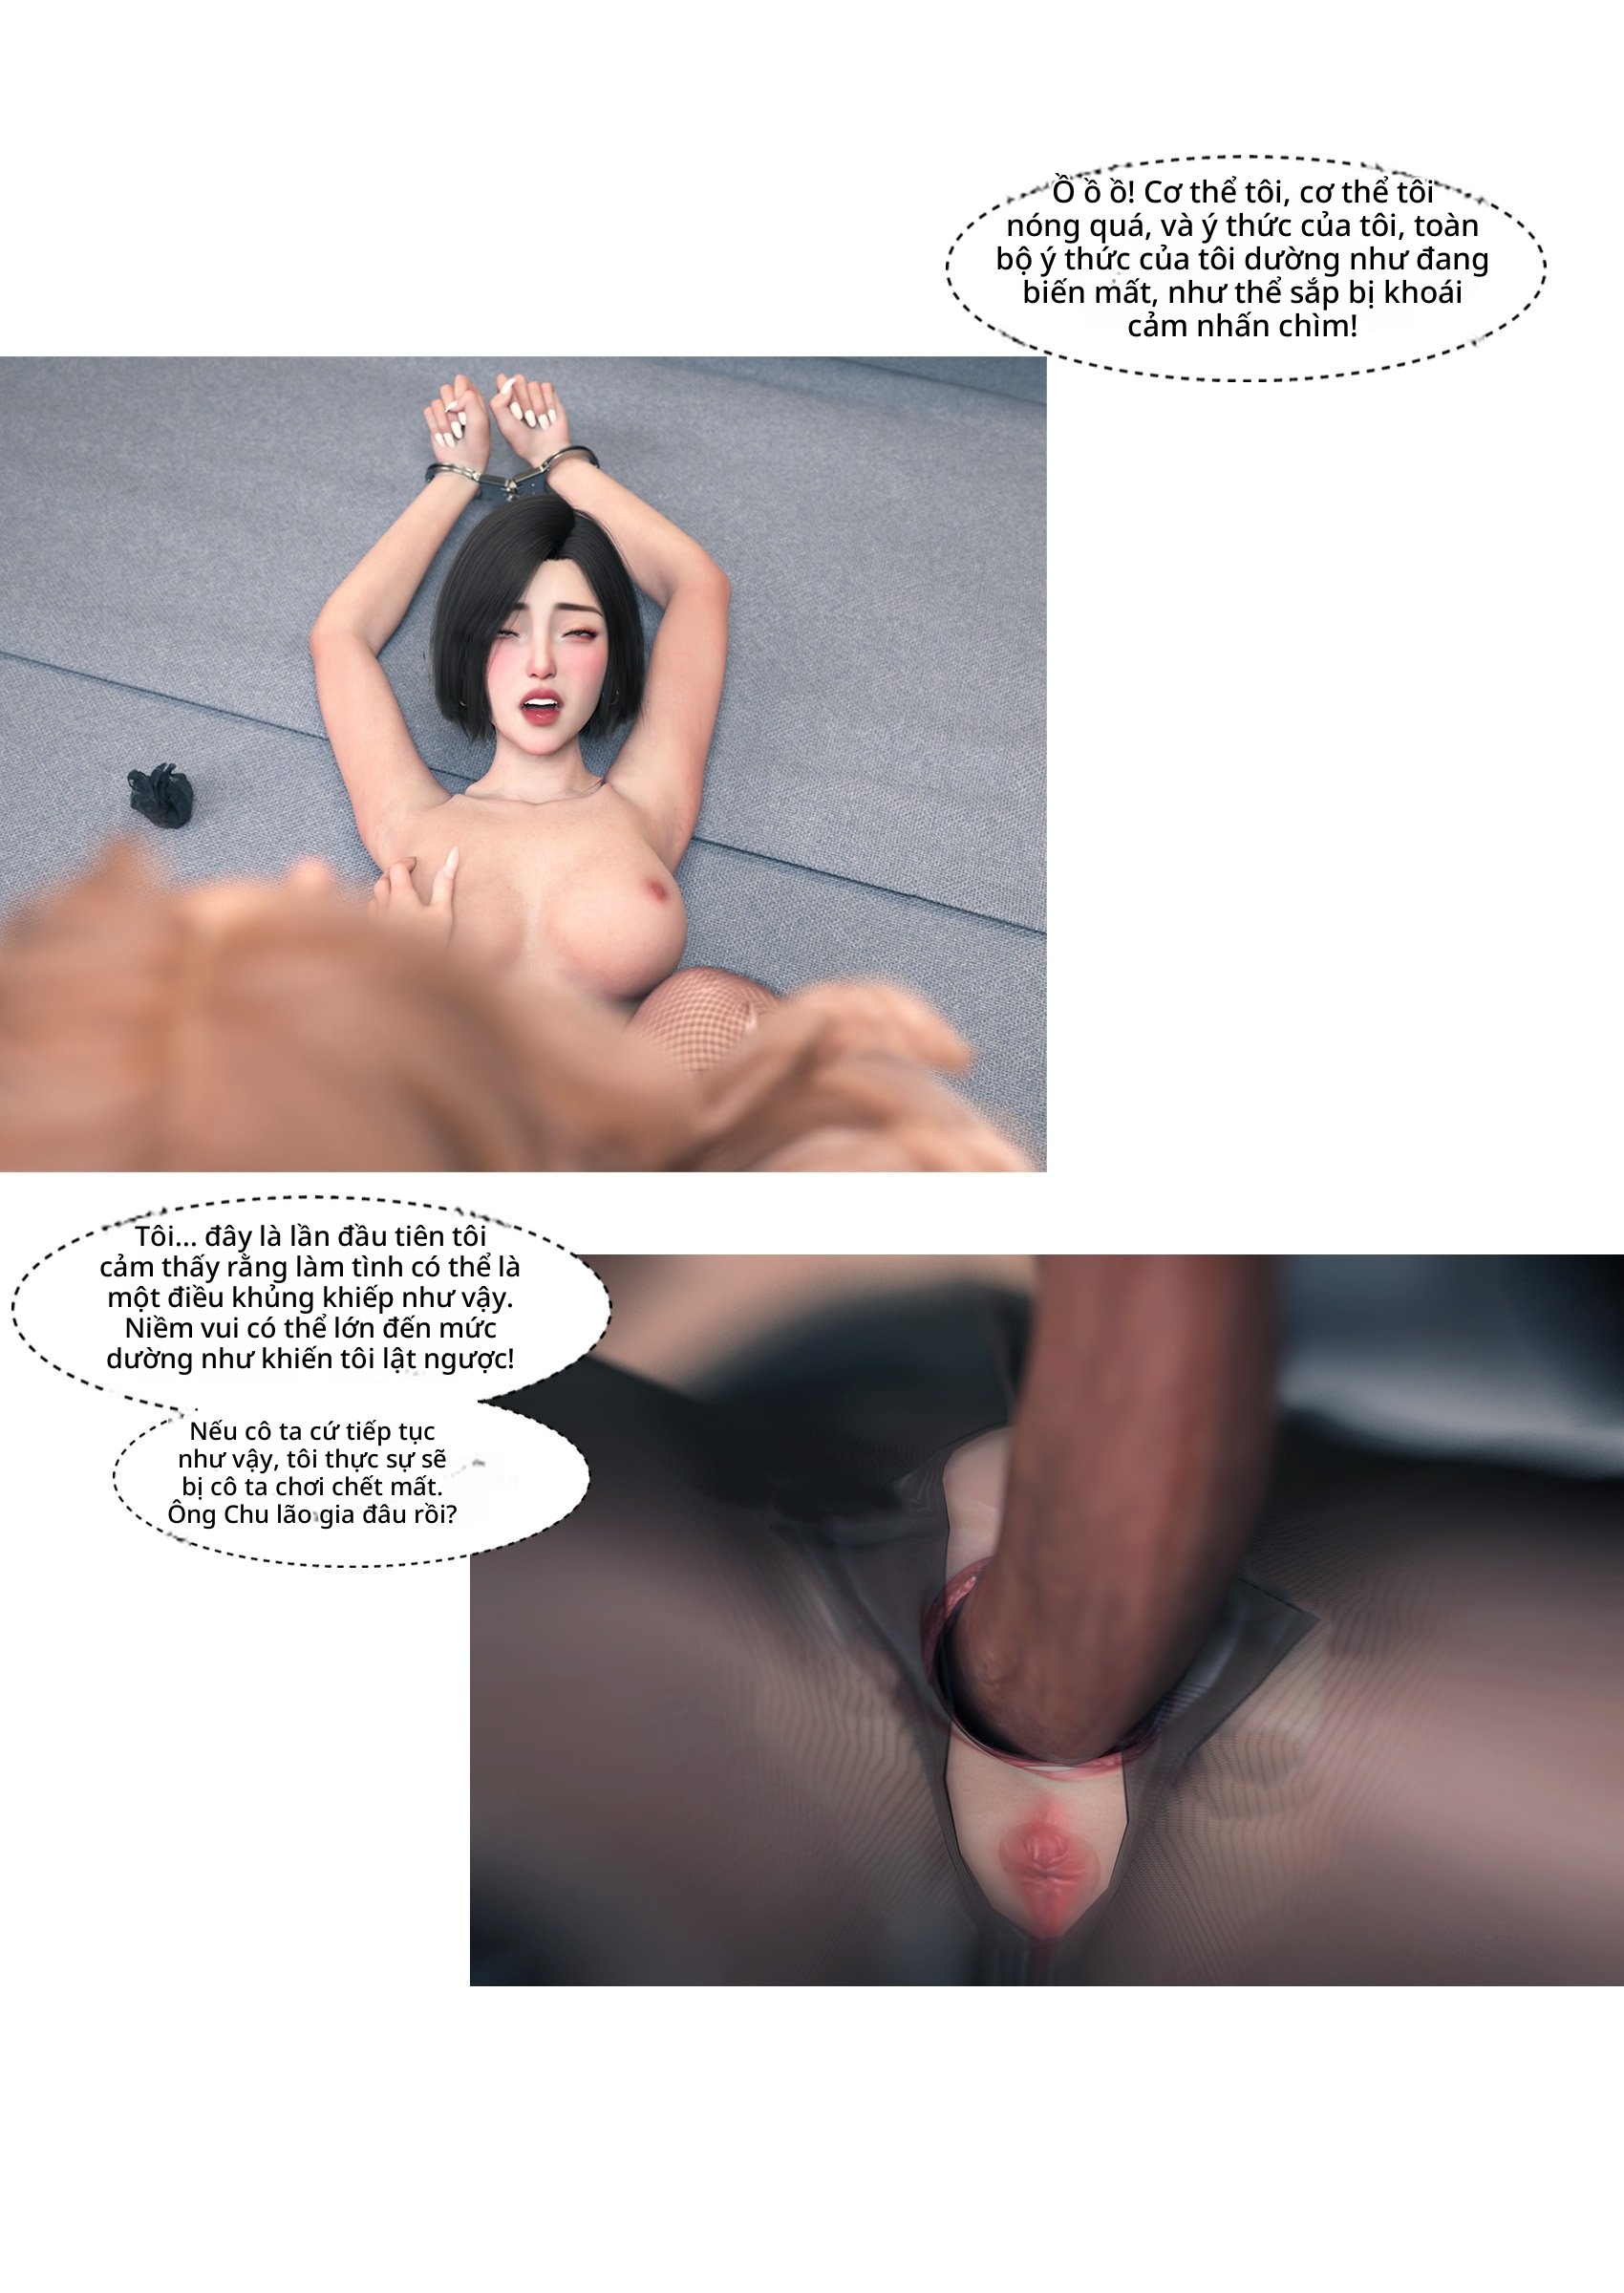 Ồ ồ ồ! Cơ thể tôi, cơ thể tôi
nóng quá, và ý thức của tôi, toàn
bộ ý thức của tôi dường như đang
biến mất, như thể sắp bị khoái
cảm nhấn chìm!
Tôi... đây là lần đầu tiên tôi
cảm thấy rằng làm tình có thể là
một điều khủng khiếp như vậy.
Niềm vui có thể lớn đến mức
dường như khiến tôi lật ngược!
Nếu cô ta cứ tiếp tục
như vậy, tôi thực sự sẽ
bị cô ta chơi chết mất.
Ông Chu lão gia đâu rồi?